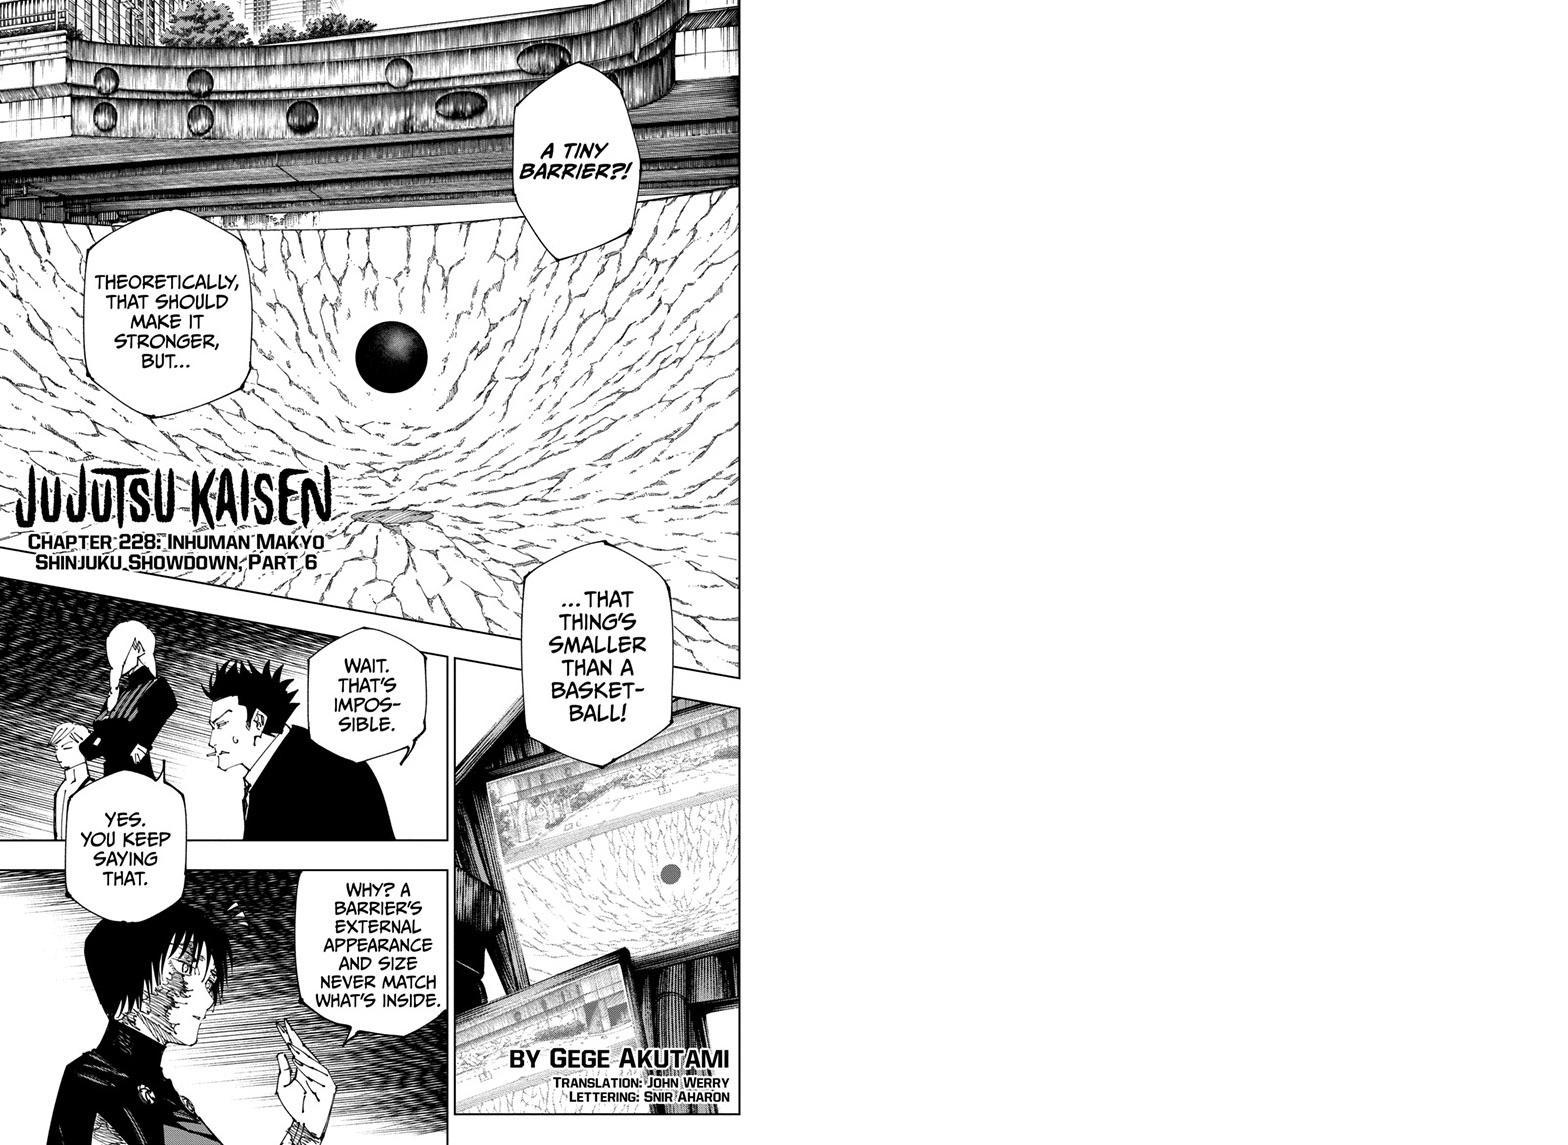 A TINY
BARRIER?!
THEORETICALLY,
THAT SHOULD
MAKE IT
STRONGER,
BUT...
JUJUTSU KAISEN
CHAPTER 228: INHUMAN MAKYO
SHINJUKU SHOWDOWN, PART 6
...THAT
THING'S
SMALLER
THAN A
BASKET-
BALL!
WAIT.
THAT'S
IMPOS-
SIBLE.
YES.
YOU KEEP
SAYING
THAT.
WHY? A
BARRIER'S
EXTERNAL
APPEARANCE
AND SIZE
NEVER MATCH
WHAT'S INSIDE.
BY GEGE AKUTAMI
TRANSLATION: JOHN WERRY
LETTERING: SNIR AHARON